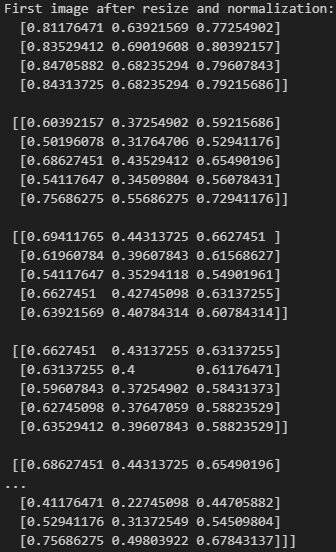 First image after resize and normalization:
[0.81176471 0.63921569 0.77254902]
[0.83529412 0.69019608 0.80392157]
[0.84705882 0.68235294 0.79607843]
[0.84313725 0.68235294 0.79215686]]
[[0.60392157 0.37254902 0.59215686]
[0.50196078 0.31764706 0.52941176]
[0.68627451 0.43529412 0.65490196]
[0.54117647 0.34509804 0.56078431]
[0.75686275 0.55686275 0.72941176]]
[[0.69411765 0.44313725 0.6627451 ]
[0.61960784 0.39607843 0.61568627]
[0.54117647 0.35294118 0.54901961]
[0.6627451  0.42745098 0.63137255]
[0.63921569 0.40784314 0.60784314]]
[[0.6627451  0.43137255 0.63137255]
[0.63137255 0.4        0.61176471]
[0.59607843 0.37254902 0.58431373]
[0.62745098 0.37647059 0.58823529]
[0.63529412 0.39607843 0.58823529]]
[[0.68627451 0.44313725 0.65490196]
...
[0.41176471 0.22745098 0.44705882]
[0.52941176 0.31372549 0.54509804]
[0.75686275 0.49803922 0.67843137]]]